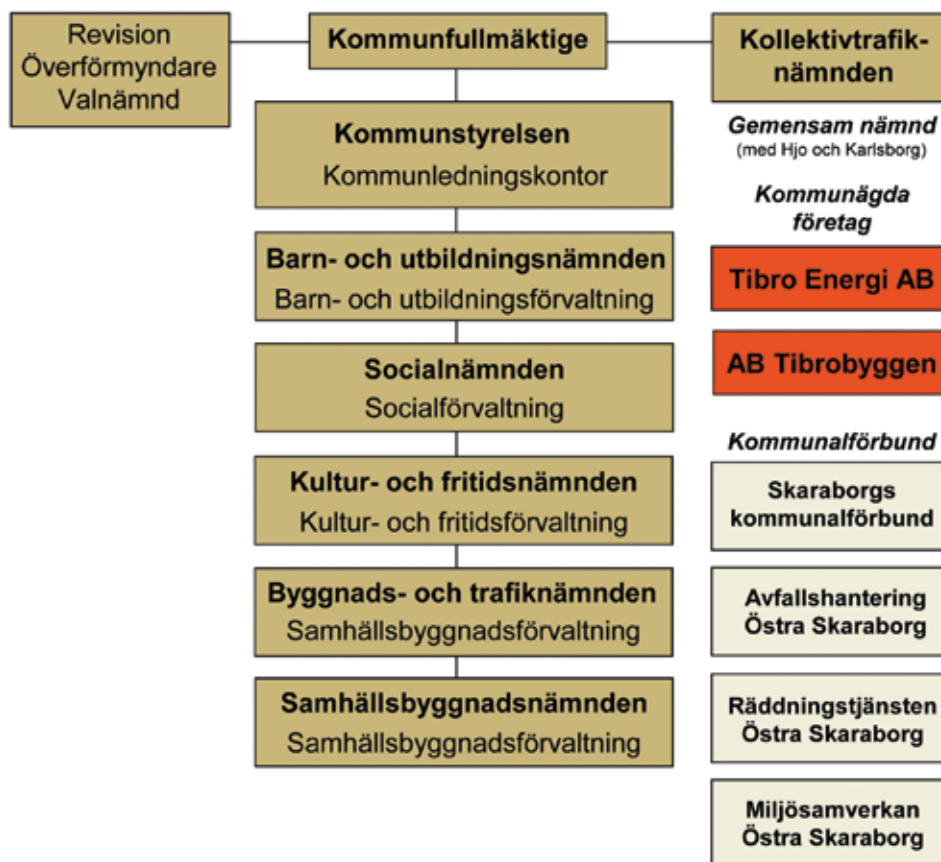 Revision
Överförmyndare
Valnämnd
Kommunfullmäktige
Kommunstyrelsen
Kommunledningskontor
Barn- och utbildningsnämnden
Barn- och utbildningsförvaltning
Socialnämnden
Socialförvaltning
Kultur- och fritidsnämnden
Kultur- och fritidsförvaltning
Byggnads- och trafiknämnden
Samhällsbyggnadsförvaltning
Samhällsbyggnadsnämnden
Samhällsbyggnadsförvaltning
Kollektivtrafik-
nämnden
Gemensam nämnd
(med Hjo och Karlsborg)
Kommunägda
företag
Tibro Energi AB
AB Tibrobyggen
Kommunalförbund
Skaraborgs
kommunalförbund
Avfallshantering
Östra Skaraborg
Räddningstjänsten
Östra Skaraborg
Miljösamverkan
Östra Skaraborg